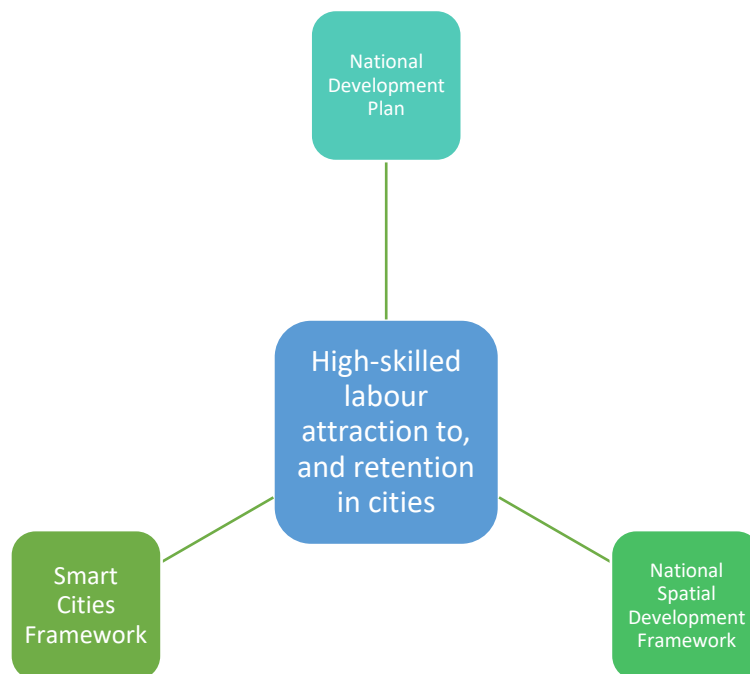 National
Development
Plan
High-skilled
labour
attraction to,
and retention
in cities
Smart
Cities
Framework
National
Spatial
Development
Framework